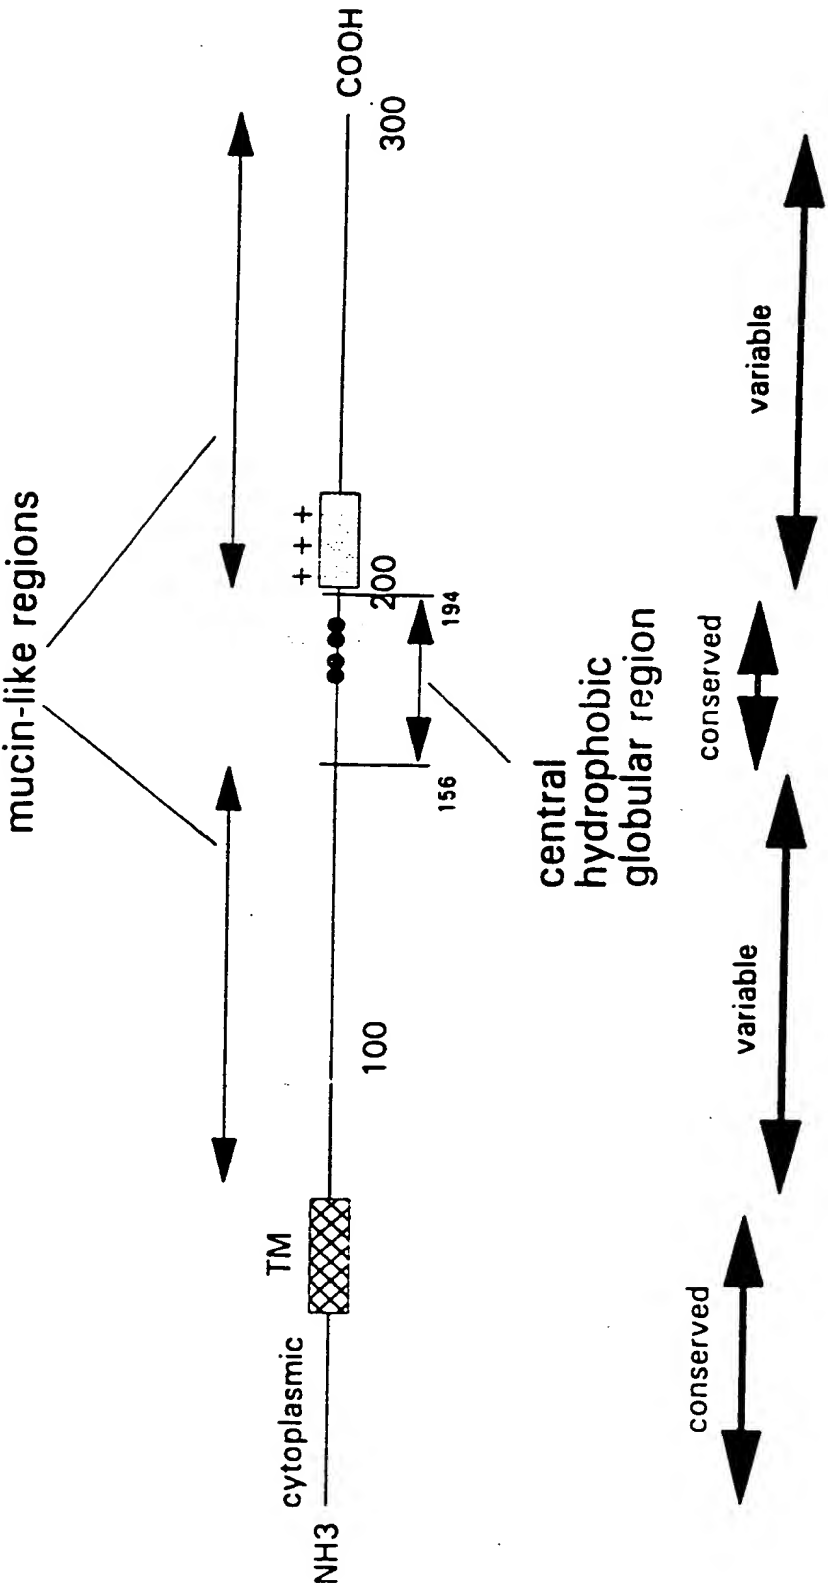 mucin-like regions
NH3
cytoplasmic
TM
+ + +
COOH
100
200
300
156
194
central
hydrophobic
globular region
conserved
variable
conserved
variable